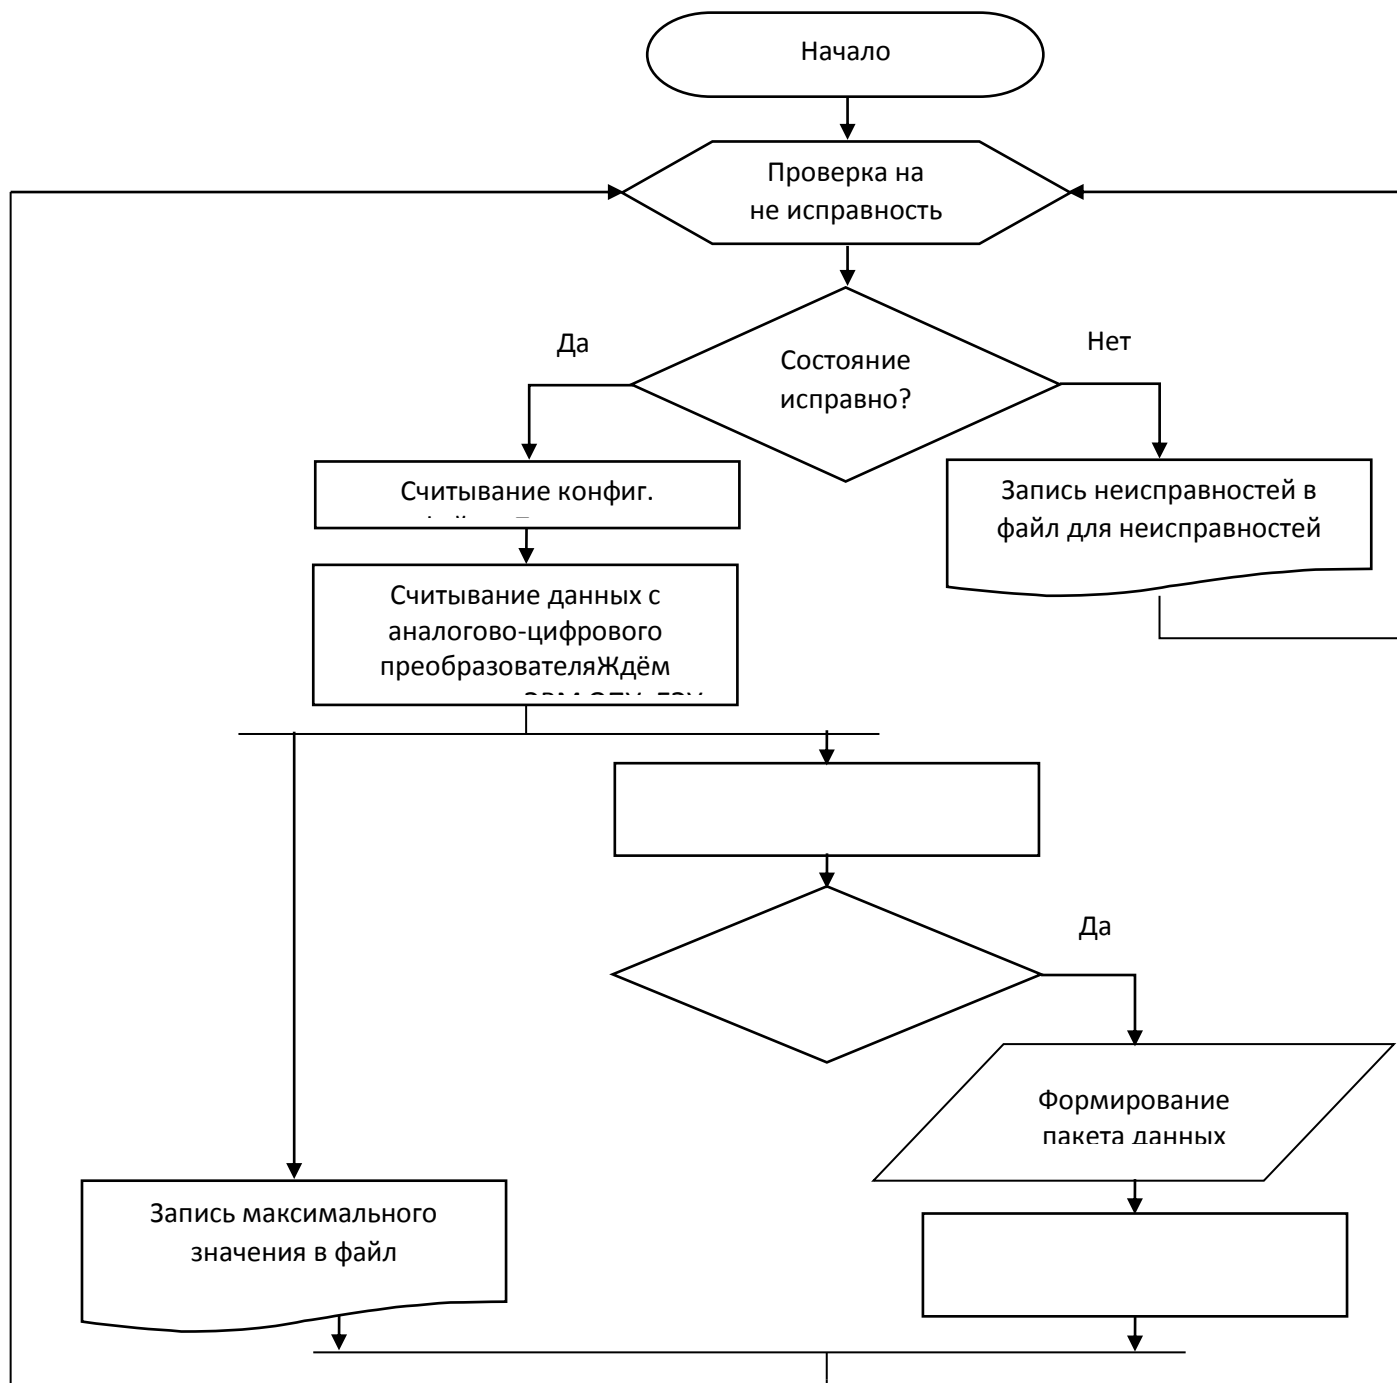 Начало
Проверка на
не исправность
Да
Нет
Состояние
исправно?
Считывание конфиг.
Запись неисправностей в
файл для неисправностей
Считывание данных с
аналогово-цифрового
преобразователяЖдём
Да
Формирование
пакета данных
Запись максимального
значения в файл